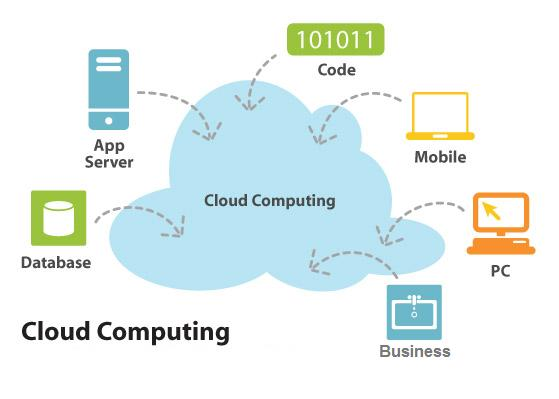 101011
Code
App
Server
Mobile
Cloud Computing
Database
PC
Cloud Computing
Business